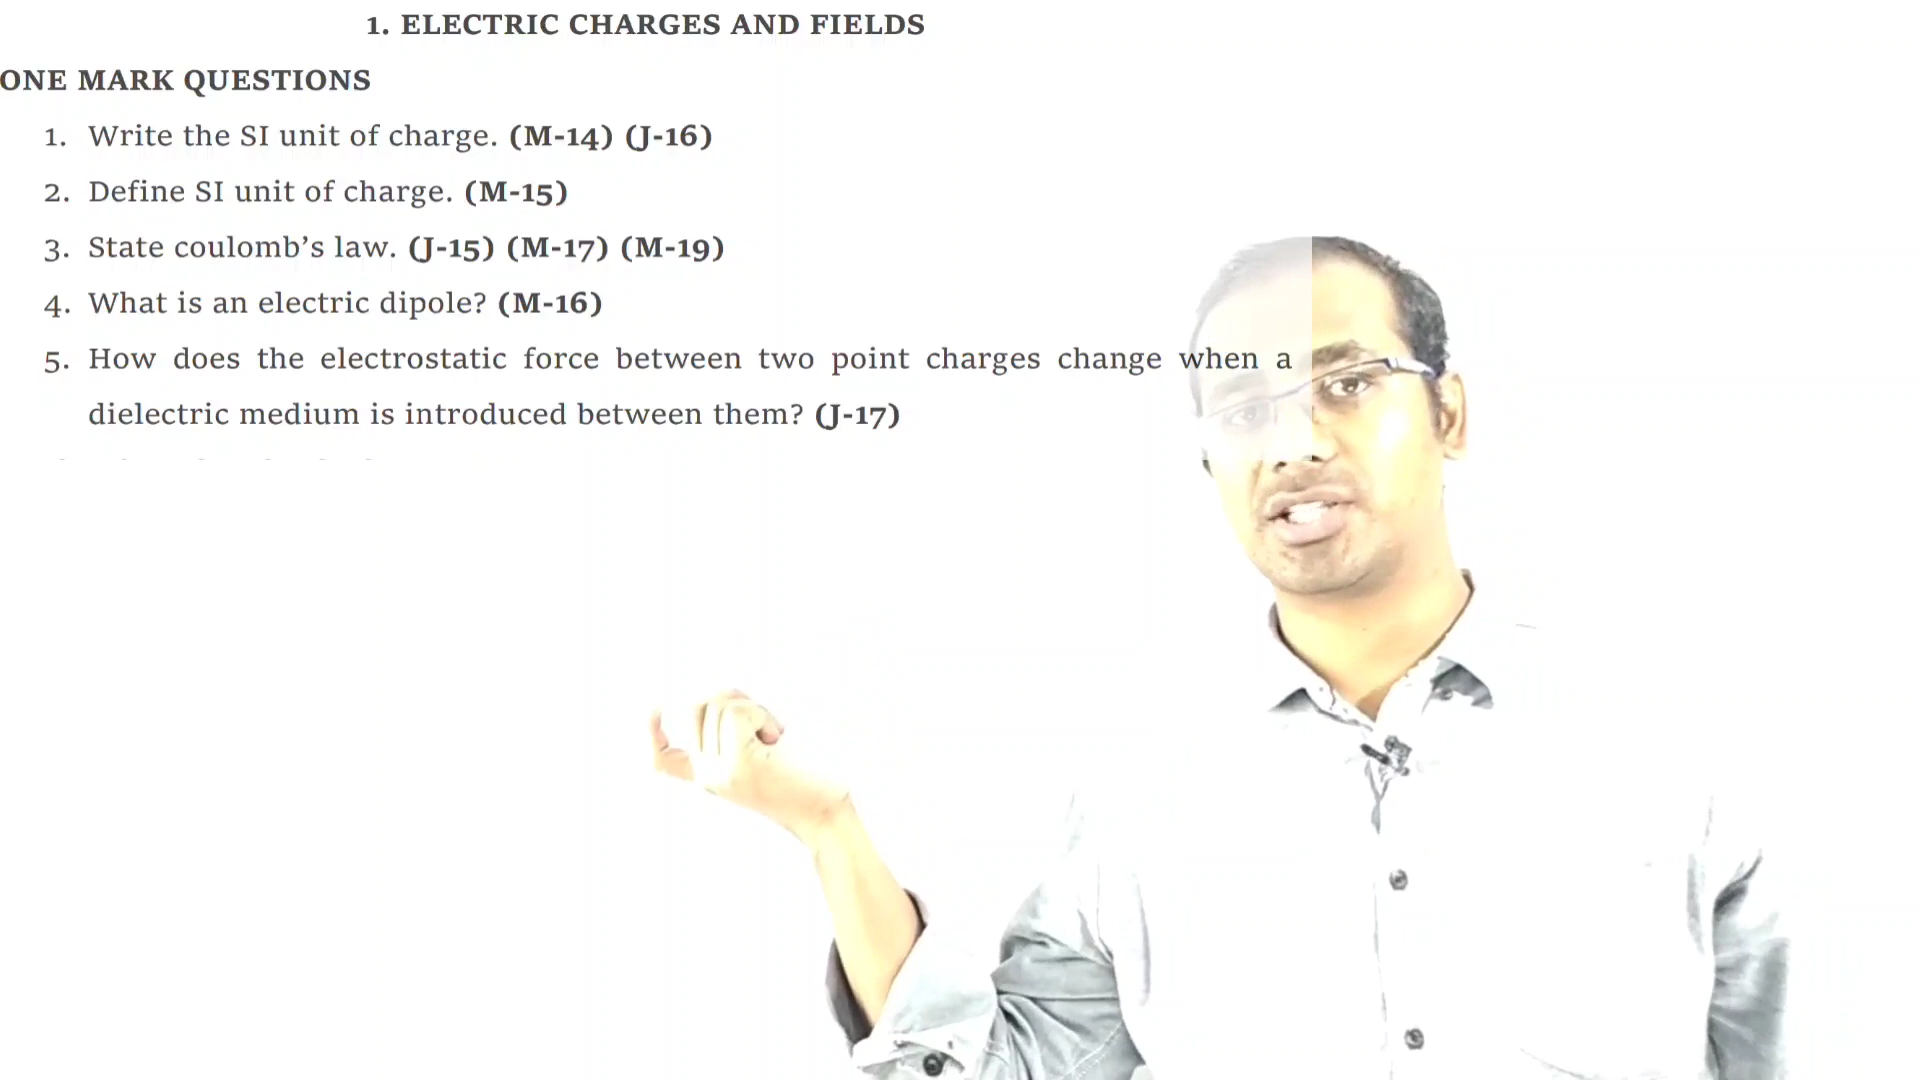 1. ELECTRIC CHARGES AND FIELDS
ONE MARK QUESTIONS
1. Write the SI unit of charge. (M-14) (J-16)
2. Define SI unit of charge. (M-15)
3. State coulomb’s law. (J-15) (M-17) (M-19)
4. What is an electric dipole? (M-16)
5. How does the electrostatic force between two point charges change when a
dielectric medium is introduced between them? (J-17)